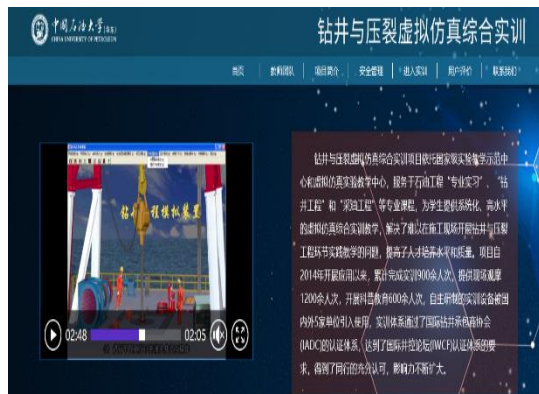 中国石油大学(华东)
CHINA UNIVERSITY OF PETROLEUM
钻井与压裂虚拟仿真综合实训
首页 教师团队 项目简介 安全管理 进入实训 用户评价 联系我们
钻井工程模拟装置
02:48 02:05
钻井与压裂虚拟仿真综合实训项目依托国家级实验教学示范中
心和虚拟仿真实验教学中心，服务于石油工程“专业实习”、“钻
井工程”和“采油工程”等专业课程，为学生提供系统化、高水平
的虚拟仿真综合实训教学，解决了难以在施工现场开展钻井与压裂
工程环节实践教学的问题，提高了人才培养水平和质量。项目自
2014年开展应用以来，累计完成实训900余人次，提供现场观摩
1200余人次，开展科普教育600余人次，自主研制的实训设备被国
内外5家单位引入使用，实训体系通过了国际钻井承包商协会
(IADC)的认证体系，达到了国际井控论坛(IWCF)认证体系的要
求，得到了同行的充分认可，影响力不断扩大。